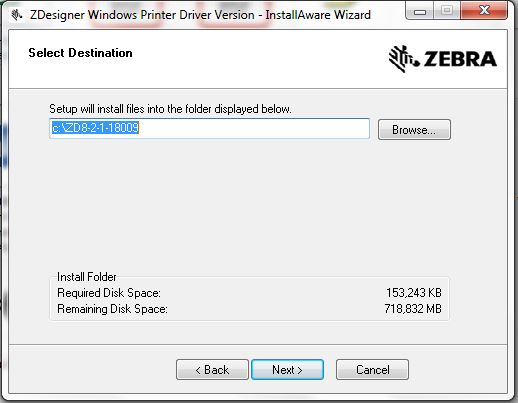 ZDesigner Windows Printer Driver Version - InstallAware Wizard
Select Destination
ZEBRA
Setup will install files into the folder displayed below.
c:\ZD8-2-1-18009
Browse...
Install Folder
Required Disk Space: 153,243 KB
Remaining Disk Space: 718,832 MB
< Back Next > Cancel